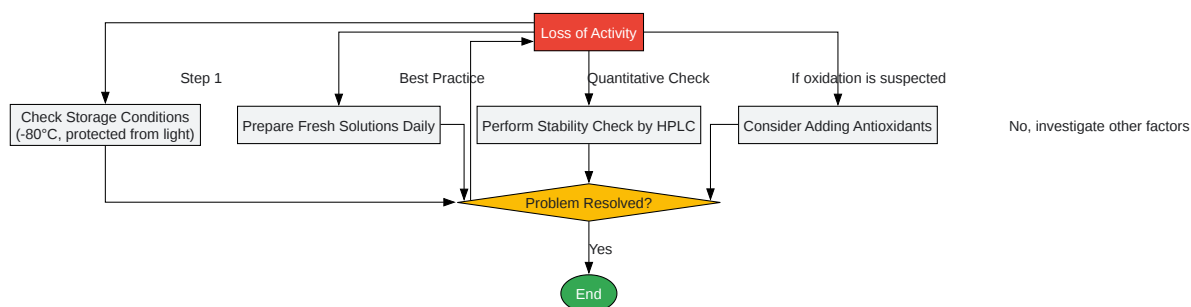 Loss of Activity
Step 1
Best Practice
Quantitative Check
If oxidation is suspected
Check Storage Conditions
(-80°C, protected from light)
Prepare Fresh Solutions Daily
Perform Stability Check by HPLC
Consider Adding Antioxidants
No, investigate other factors
Problem Resolved?
Yes
End